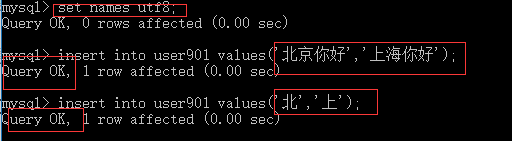 mysql> set names utf8;
Query OK, 0 rows affected (0.00 sec)
mysql> insert into user901 values('北京你好','上海你好');
Query OK, 1 row affected (0.00 sec)
mysql> insert into user901 values('北','上');
Query OK, 1 row affected (0.00 sec)